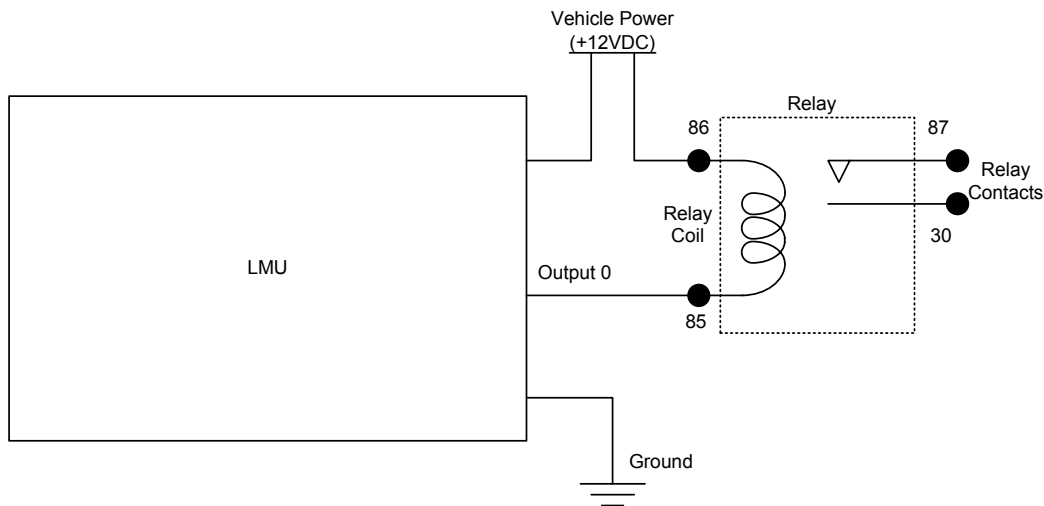 Vehicle Power
(+12VDC)
Relay
86
87
Relay
Contacts
Relay
Coil
30
LMU
Output 0
85
Ground